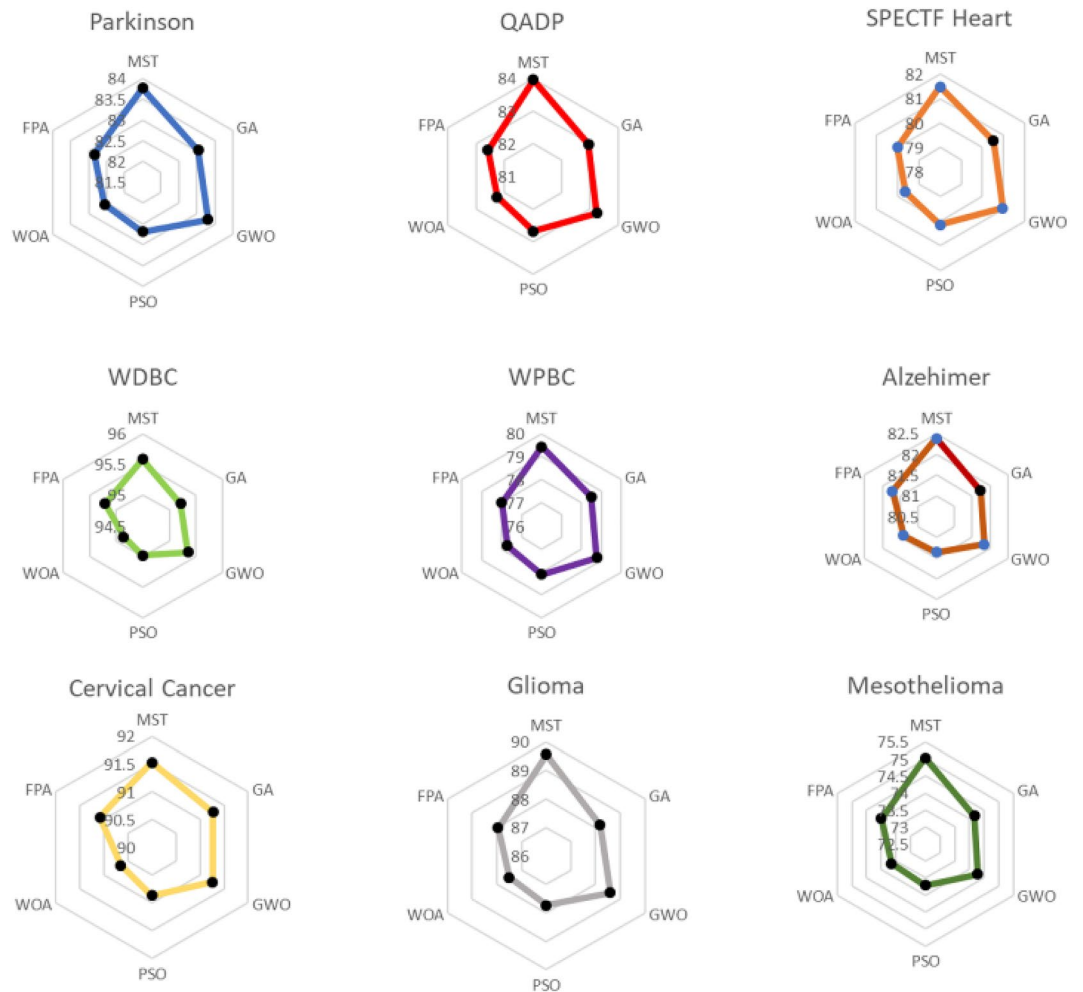 Parkinson
MST
84
83.5
83
82.5
82
81.5
FPA
GA
WOA
GWO
PSO
QADP
MST
84
83
82
81
FPA
GA
WOA
GWO
PSO
SPECTF Heart
MST
82
81
80
79
78
FPA
GA
WOA
GWO
PSO
WDBC
MST
96
95.5
95
94.5
FPA
GA
WOA
GWO
PSO
WPBC
MST
80
79
78
77
76
FPA
GA
WOA
GWO
PSO
Alzehimer
MST
82.5
82
81.5
81
80.5
FPA
GA
WOA
GWO
PSO
Cervical Cancer
MST
92
91.5
91
90.5
90
FPA
GA
WOA
GWO
PSO
Glioma
MST
90
89
88
87
86
FPA
GA
WOA
GWO
PSO
Mesothelioma
MST
75.5
75
74.5
74
73.5
73
72.5
FPA
GA
WOA
GWO
PSO